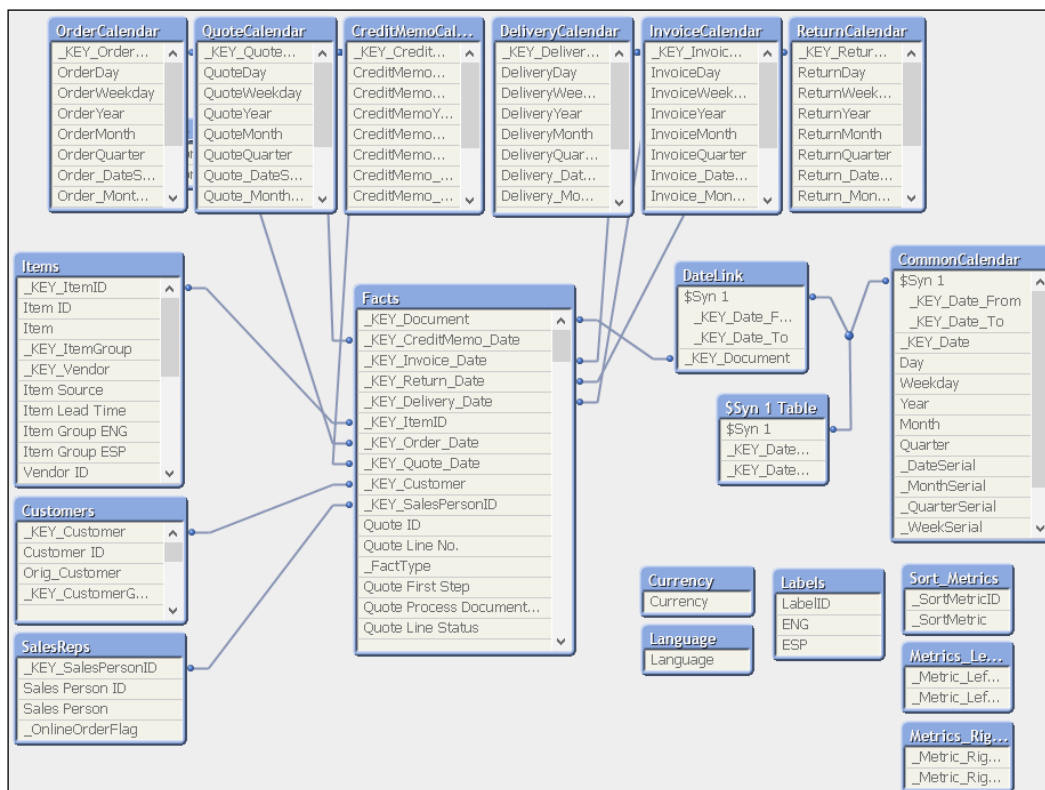 OrderCalendar
_KEY_Order...
OrderDay
OrderWeekday
OrderYear
OrderMonth
OrderQuarter
Order_DateS...
Order_Mont...
QuoteCalendar
_KEY_Quote...
QuoteDay
QuoteWeekday
QuoteYear
QuoteMonth
QuoteQuarter
Quote_DateS...
Quote_Month...
CreditMemoCal...
_KEY_Credit...
CreditMemo...
CreditMemo...
CreditMemoY...
CreditMemo...
CreditMemo...
CreditMemo_...
CreditMemo_...
DeliveryCalendar
_KEY_Deliver...
DeliveryDay
DeliveryWee...
DeliveryYear
DeliveryMonth
DeliveryQuar...
Delivery_Dat...
Delivery_Mo...
InvoiceCalendar
_KEY_Invoic...
InvoiceDay
InvoiceWeek...
InvoiceYear
InvoiceMonth
InvoiceQuarter
Invoice_Date...
Invoice_Mon...
ReturnCalendar
_KEY_Retur...
ReturnDay
ReturnWeek...
ReturnYear
ReturnMonth
ReturnQuarter
Return_Date...
Return_Mon...
Items
_KEY_ItemID
Item ID
Item
_KEY_ItemGroup
_KEY_Vendor
Item Source
Item Lead Time
Item Group ENG
Item Group ESP
Vendor ID
Customers
_KEY_Customer
Customer ID
Orig_Customer
_KEY_CustomerG...
SalesReps
_KEY_SalesPersonID
Sales Person ID
Sales Person
_OnlineOrderFlag
Facts
_KEY_Document
_KEY_CreditMemo_Date
_KEY_Invoice_Date
_KEY_Return_Date
_KEY_Delivery_Date
_KEY_ItemID
_KEY_Order_Date
_KEY_Quote_Date
_KEY_Customer
_KEY_SalesPersonID
Quote ID
Quote Line No.
_FactType
Quote First Step
Quote Process Document...
Quote Line Status
DateLink
$Syn 1
_KEY_Date_F...
_KEY_Date_To
_KEY_Document
$Syn 1 Table
$Syn 1
_KEY_Date...
_KEY_Date...
CommonCalendar
$Syn 1
_KEY_Date_From
_KEY_Date_To
_KEY_Date
Day
Weekday
Year
Month
Quarter
_DateSerial
_MonthSerial
_QuarterSerial
_WeekSerial
Currency
Currency
Language
Language
Labels
LabelID
ENG
ESP
Sort_Metrics
_SortMetricID
_SortMetric
Metrics_Le...
_Metric_Lef...
_Metric_Lef...
Metrics_Rig...
_Metric_Rig...
_Metric_Rig...